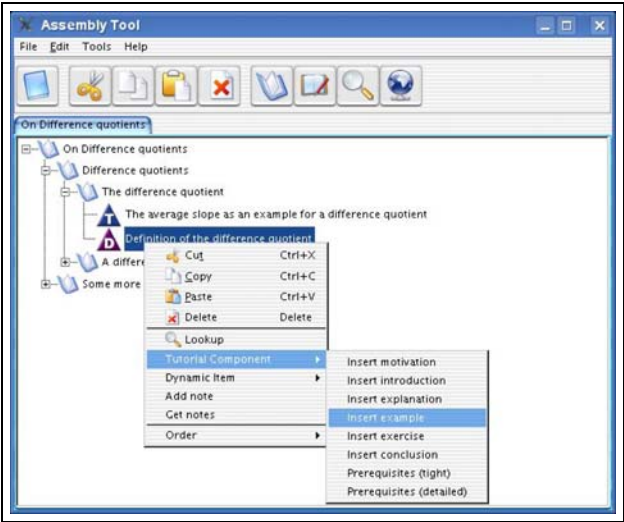 Assembly Tool
File Edit Tools Help
On Difference quotients
On Difference quotients
Difference quotients
The difference quotient
T The average slope as an example for a difference quotient
D Definition of the difference quotient
A differe
Some more
Cut Ctrl+X
Copy Ctrl+C
Paste Ctrl+V
Delete Delete
Lookup
Tutorial Component
Dynamic Item
Add note
Get notes
Order
Insert motivation
Insert introduction
Insert explanation
Insert example
Insert exercise
Insert conclusion
Prerequisites (tight)
Prerequisites (detailed)